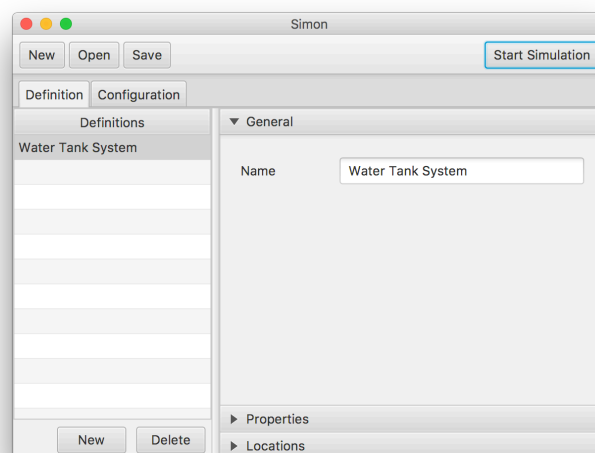 Simon
New Open Save Start Simulation
Definition Configuration
Definitions
General
Water Tank System
Name Water Tank System
Properties
New Delete
Locations